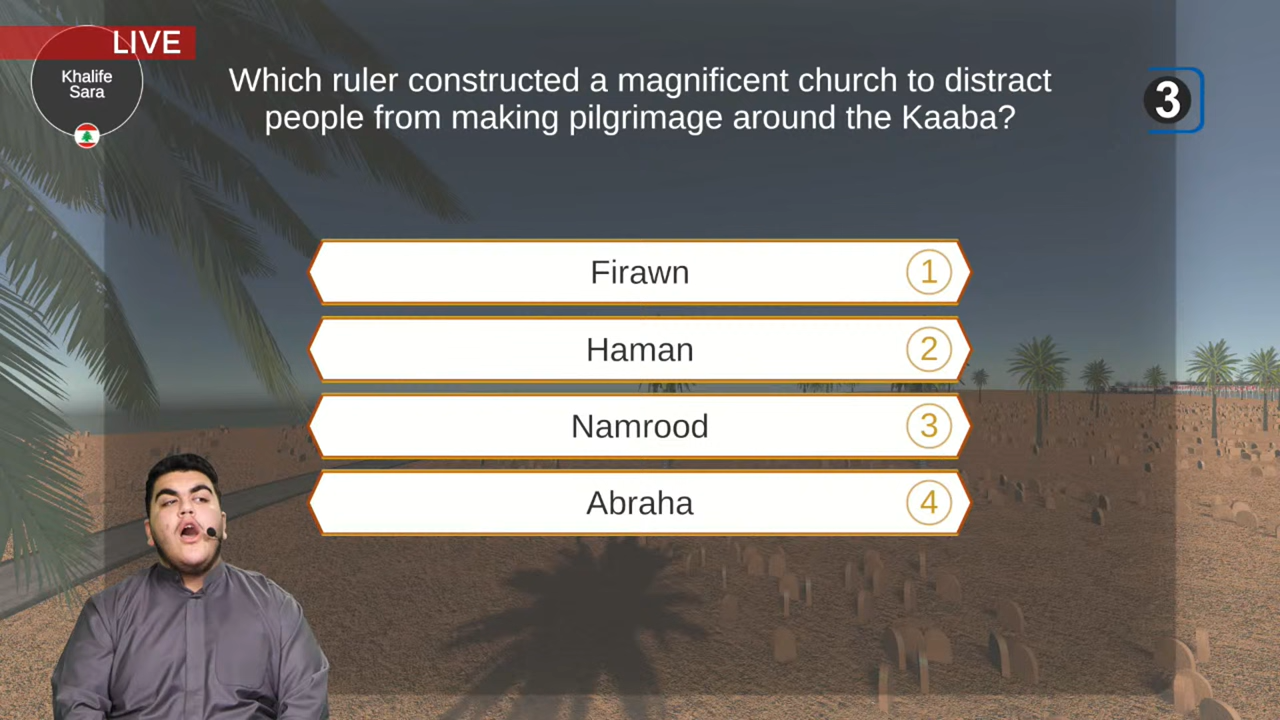 LIVE
Khalife
Sara
Which ruler constructed a magnificent church to distract
people from making pilgrimage around the Kaaba?
3
Firawn 1
Haman 2
Namrood 3
Abraha 4